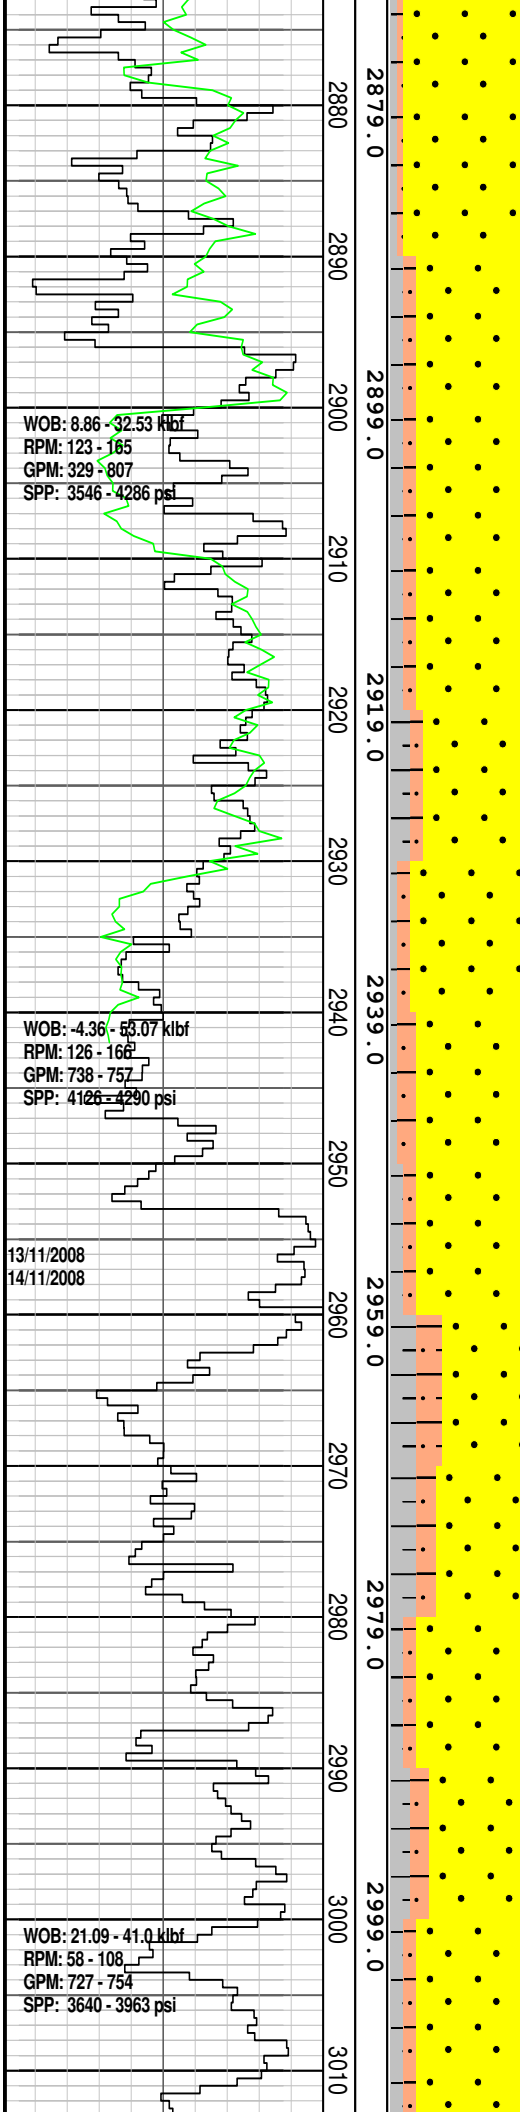 2880
2879.0
2890
2900
2899.0
WOB: 8.86 - 32.53 klbf
RPM: 123 - 165
GPM: 329 - 807
SPP: 3546 - 4286 psi
2910
2920
2919.0
2930
2940
2939.0
WOB: -4.36 - 53.07 klbf
RPM: 126 - 166
GPM: 738 - 757
SPP: 4126 - 4290 psi
2950
13/11/2008
14/11/2008
2960
2959.0
2970
2980
2979.0
2990
3000
2999.0
WOB: 21.09 - 41.0 klbf
RPM: 58 - 108
GPM: 727 - 754
SPP: 3640 - 3963 psi
3010